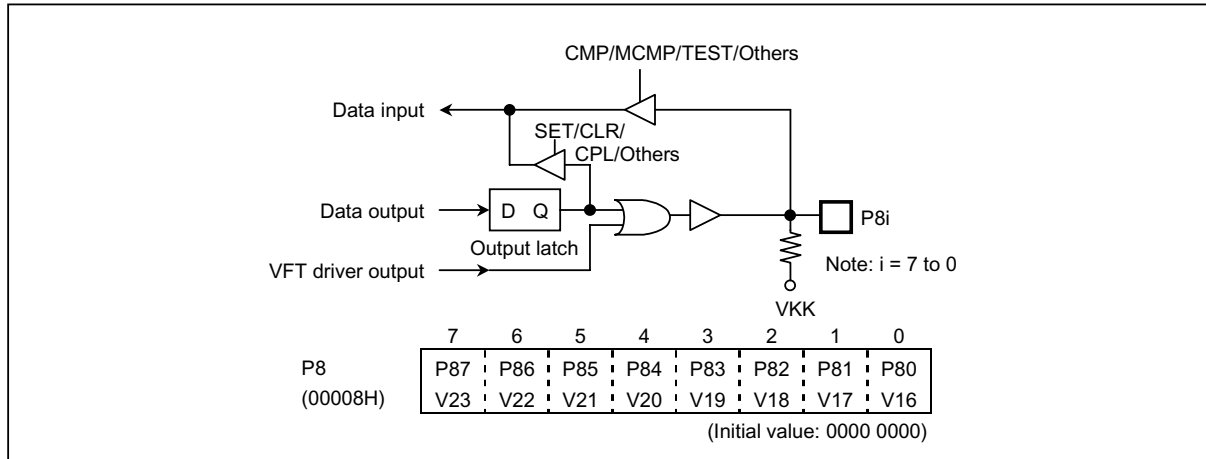 CMP/MCMP/TEST/Others
Data input
SET/CLR/
CPL/Others
Data output
D Q
P8i
Output latch
VFT driver output
Note: i = 7 to 0
VKK
7 6 5 4 3 2 1 0
P8 P87 P86 P85 P84 P83 P82 P81 P80
(00008H) V23 V22 V21 V20 V19 V18 V17 V16
(Initial value: 0000 0000)